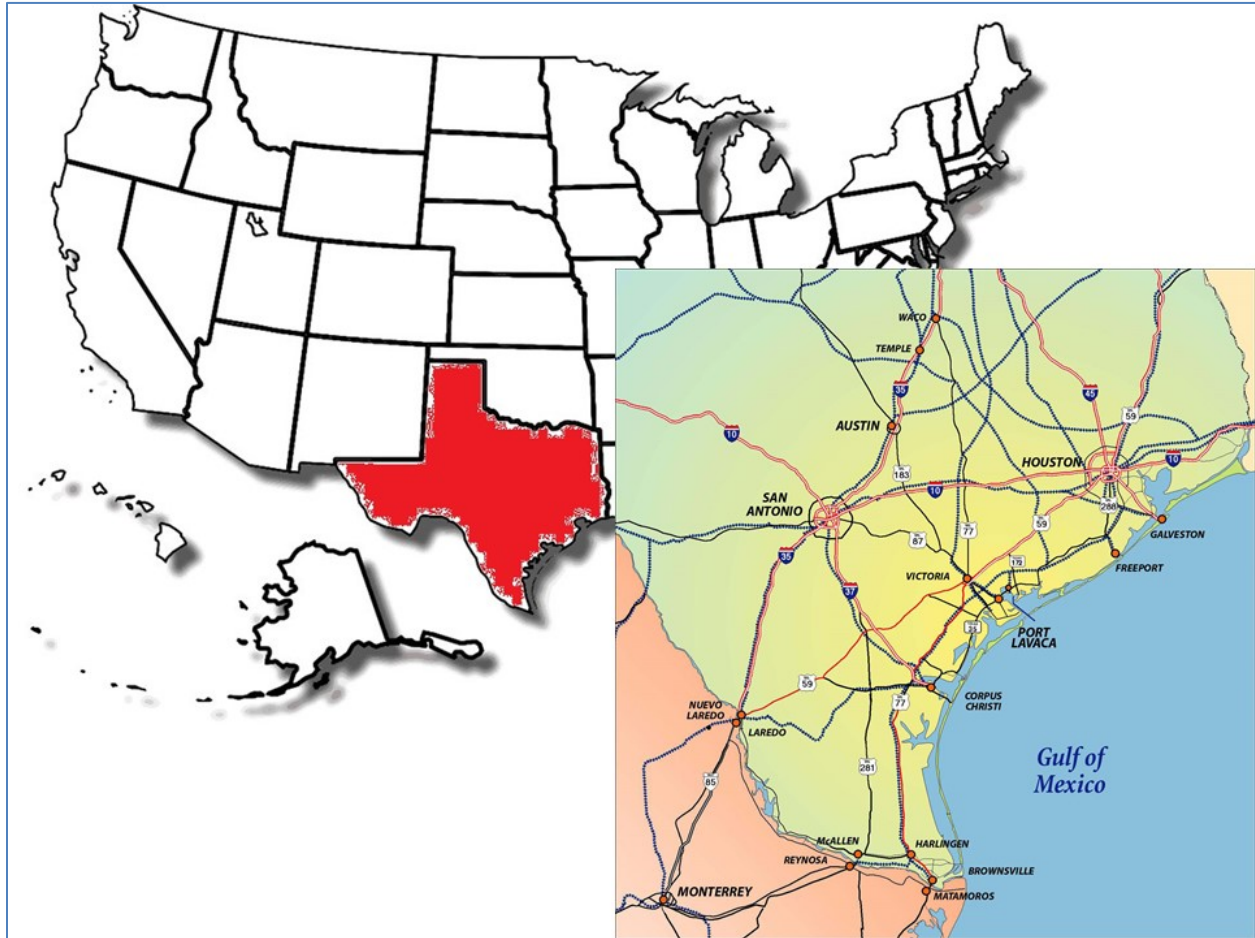 WACO
TEMPLE
35
45
59
AUSTIN
10
HOUSTON
10
183
SAN
ANTONIO
10
288
59
77
GALVESTON
87
35
172
FREEPORT
VICTORIA
37
25
PORT
LAVACA
59
CORPUS
CHRISTI
77
NUEVO
LAREDO
LAREDO
Gulf of
Mexico
281
85
McALLEN
HARLINGEN
REYNOSA
BROWNSVILLE
MONTERREY
MATAMOROS